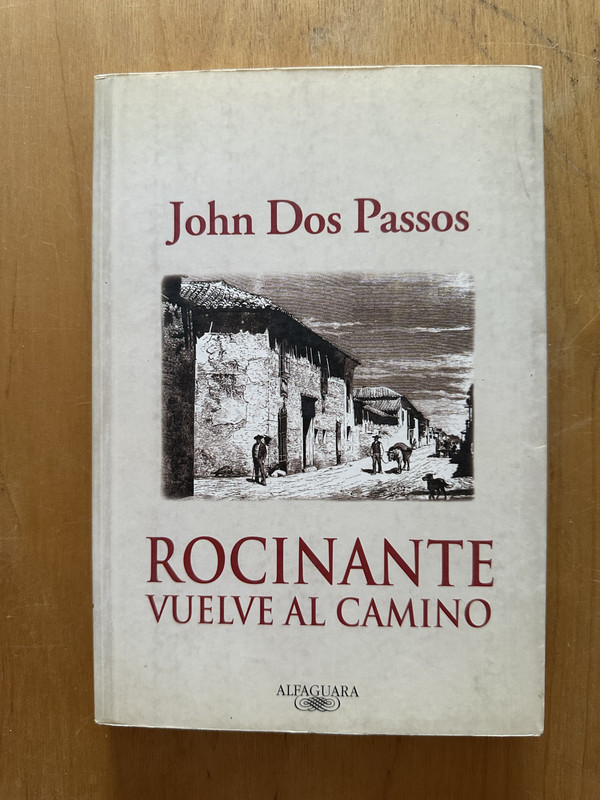 John Dos Passos
ROCINANTE
VUELVE AL CAMINO
ALFAGUARA